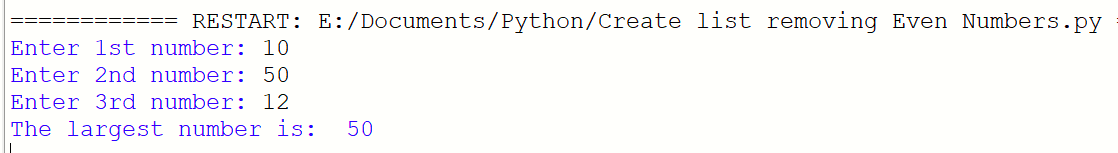 ============ RESTART: E:/Documents/Python/Create list removing Even Numbers.py =
Enter 1st number: 10
Enter 2nd number: 50
Enter 3rd number: 12
The largest number is:  50